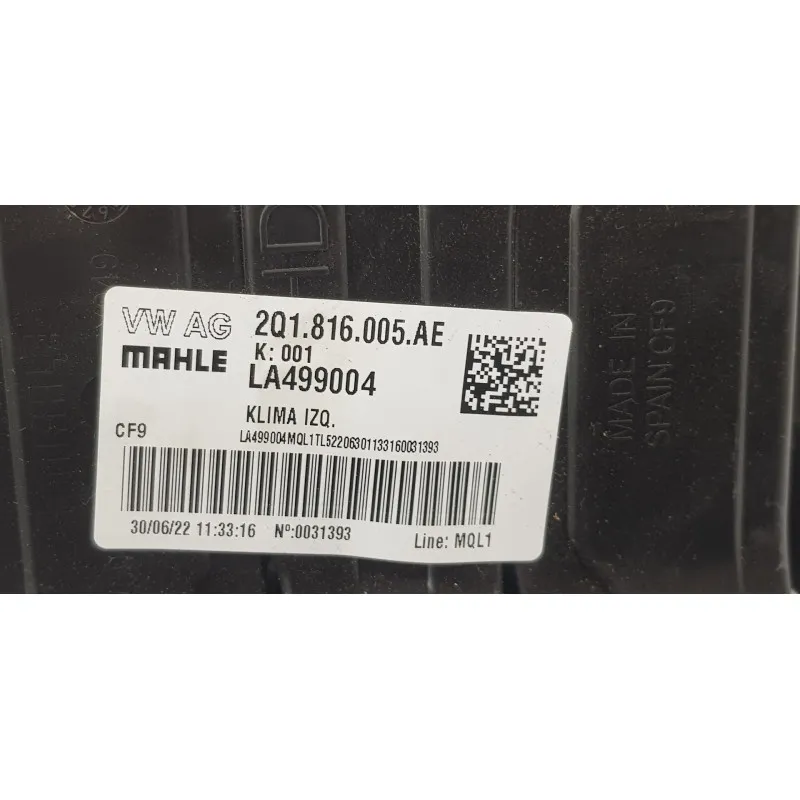 VW AG
2Q1.816.005.AE
K: 001
MAHLE
LA499004
KLIMA IZQ.
CF9
LA499004MQL1TL52206301133160031393
30/06/22 11:33:16
Nº:0031393
Line: MQL1
MADE IN
SPAIN CF9
HD